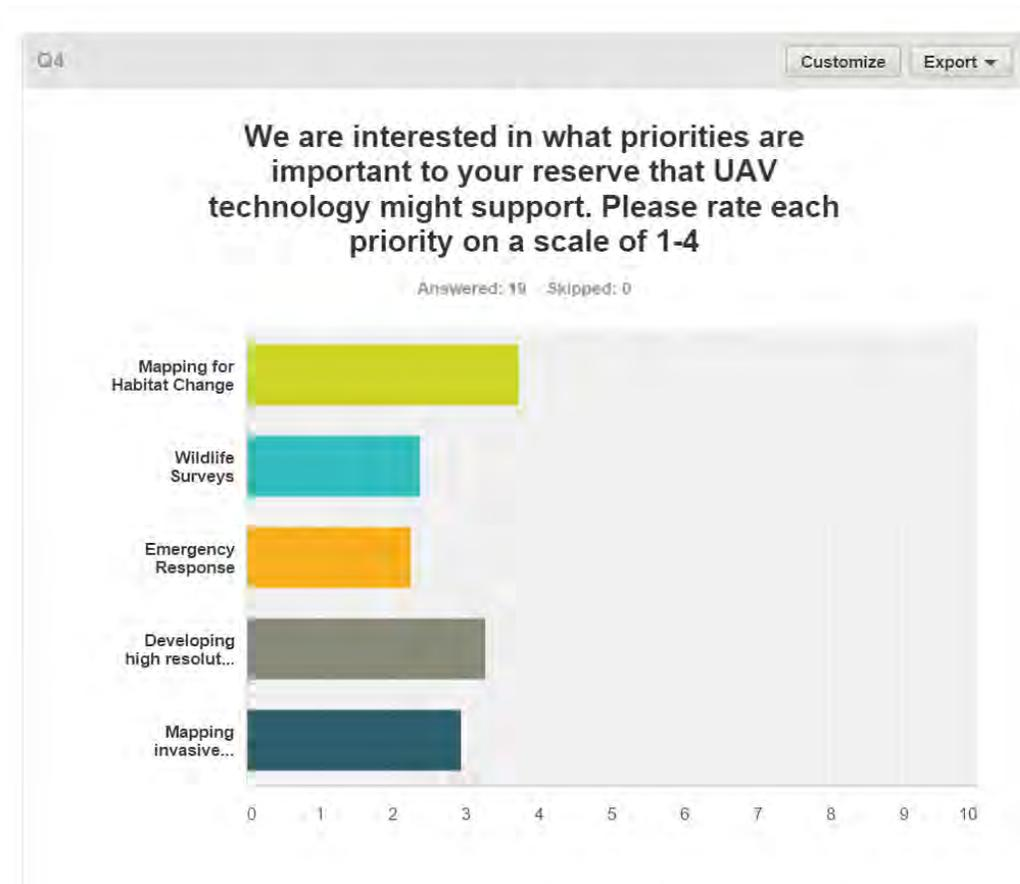 Q4
Customize
Export
We are interested in what priorities are
important to your reserve that UAV
technology might support. Please rate each
priority on a scale of 1-4
Answered: 19 Skipped: 0
Mapping for
Habitat Change
Wildlife
Surveys
Emergency
Response
Developing
high resolut...
Mapping
invasive...
0 1 2 3 4 5 6 7 8 9 10